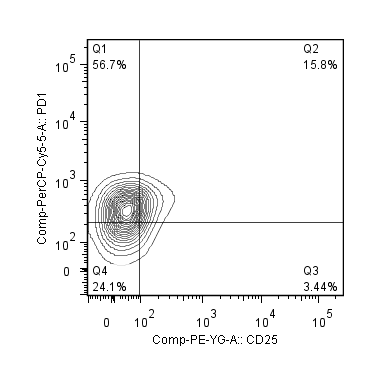 Q1
56.7%
Q2
15.8%
10^5
10^4
10^3
10^2
0
Comp-PerCP-Cy5-5-A:: PD1
Q4
24.1%
Q3
3.44%
0 10^2 10^3 10^4 10^5
Comp-PE-YG-A:: CD25